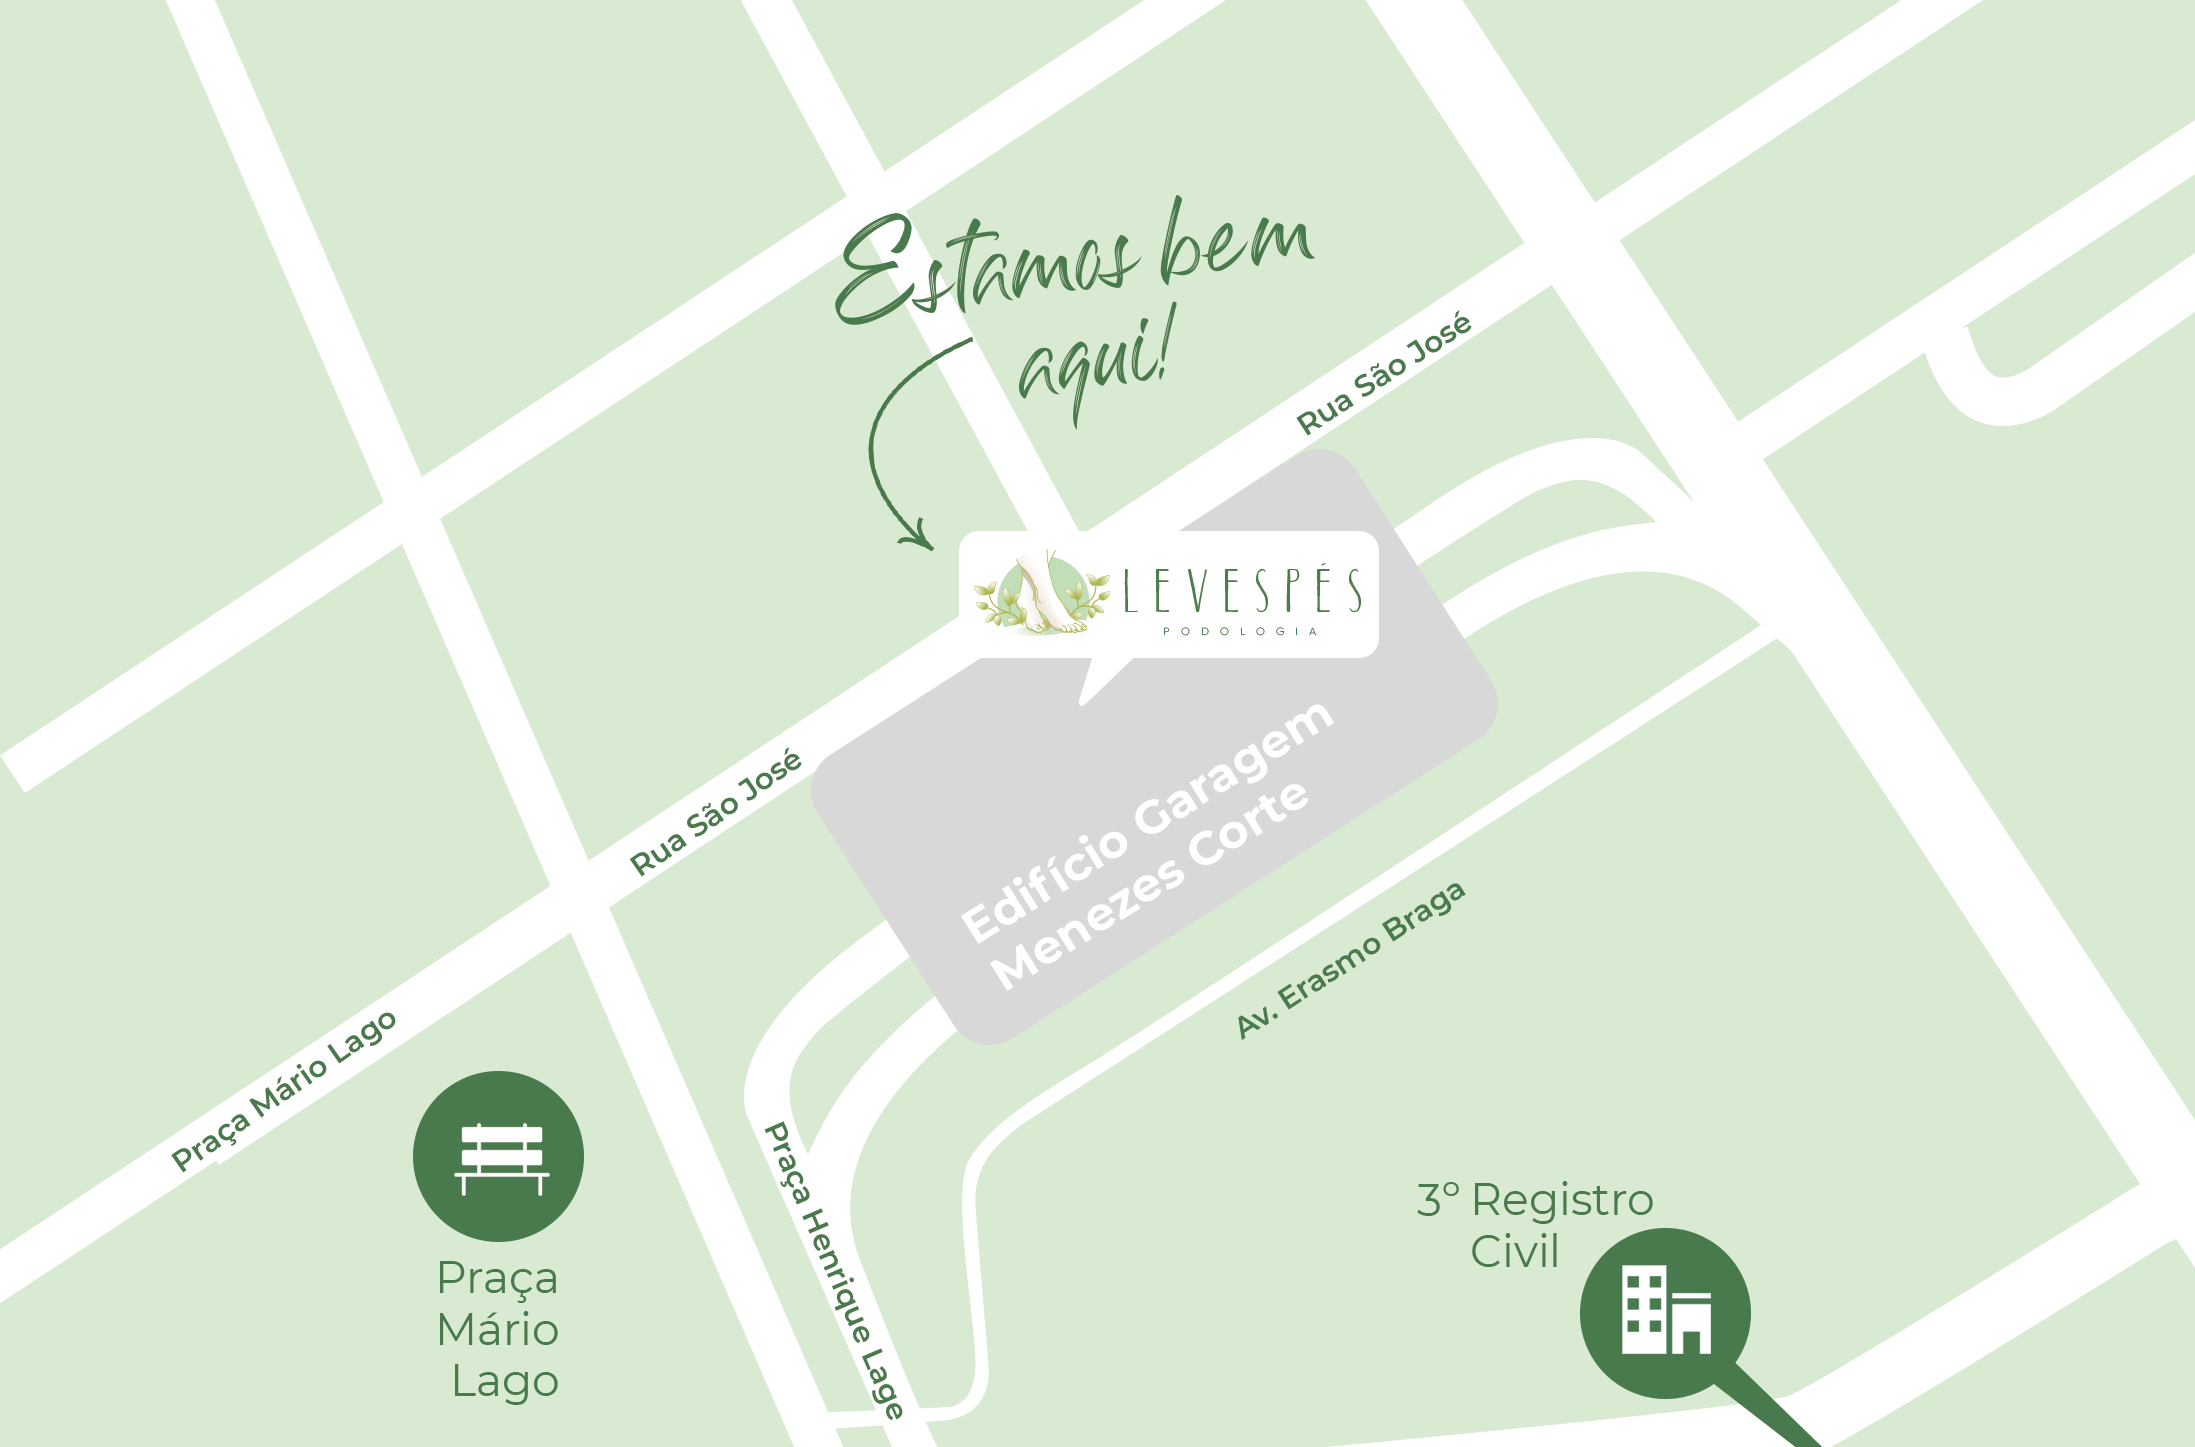 Estamos bem
aqui!
Rua São José
LEVESPÉS
PODOLOGIA
Edifício Garagem
Menezes Corte
Rua São José
Av. Erasmo Braga
Praça Mário Lago
Praça
Mário
Lago
Praça Henrique Lage
3º Registro
Civil